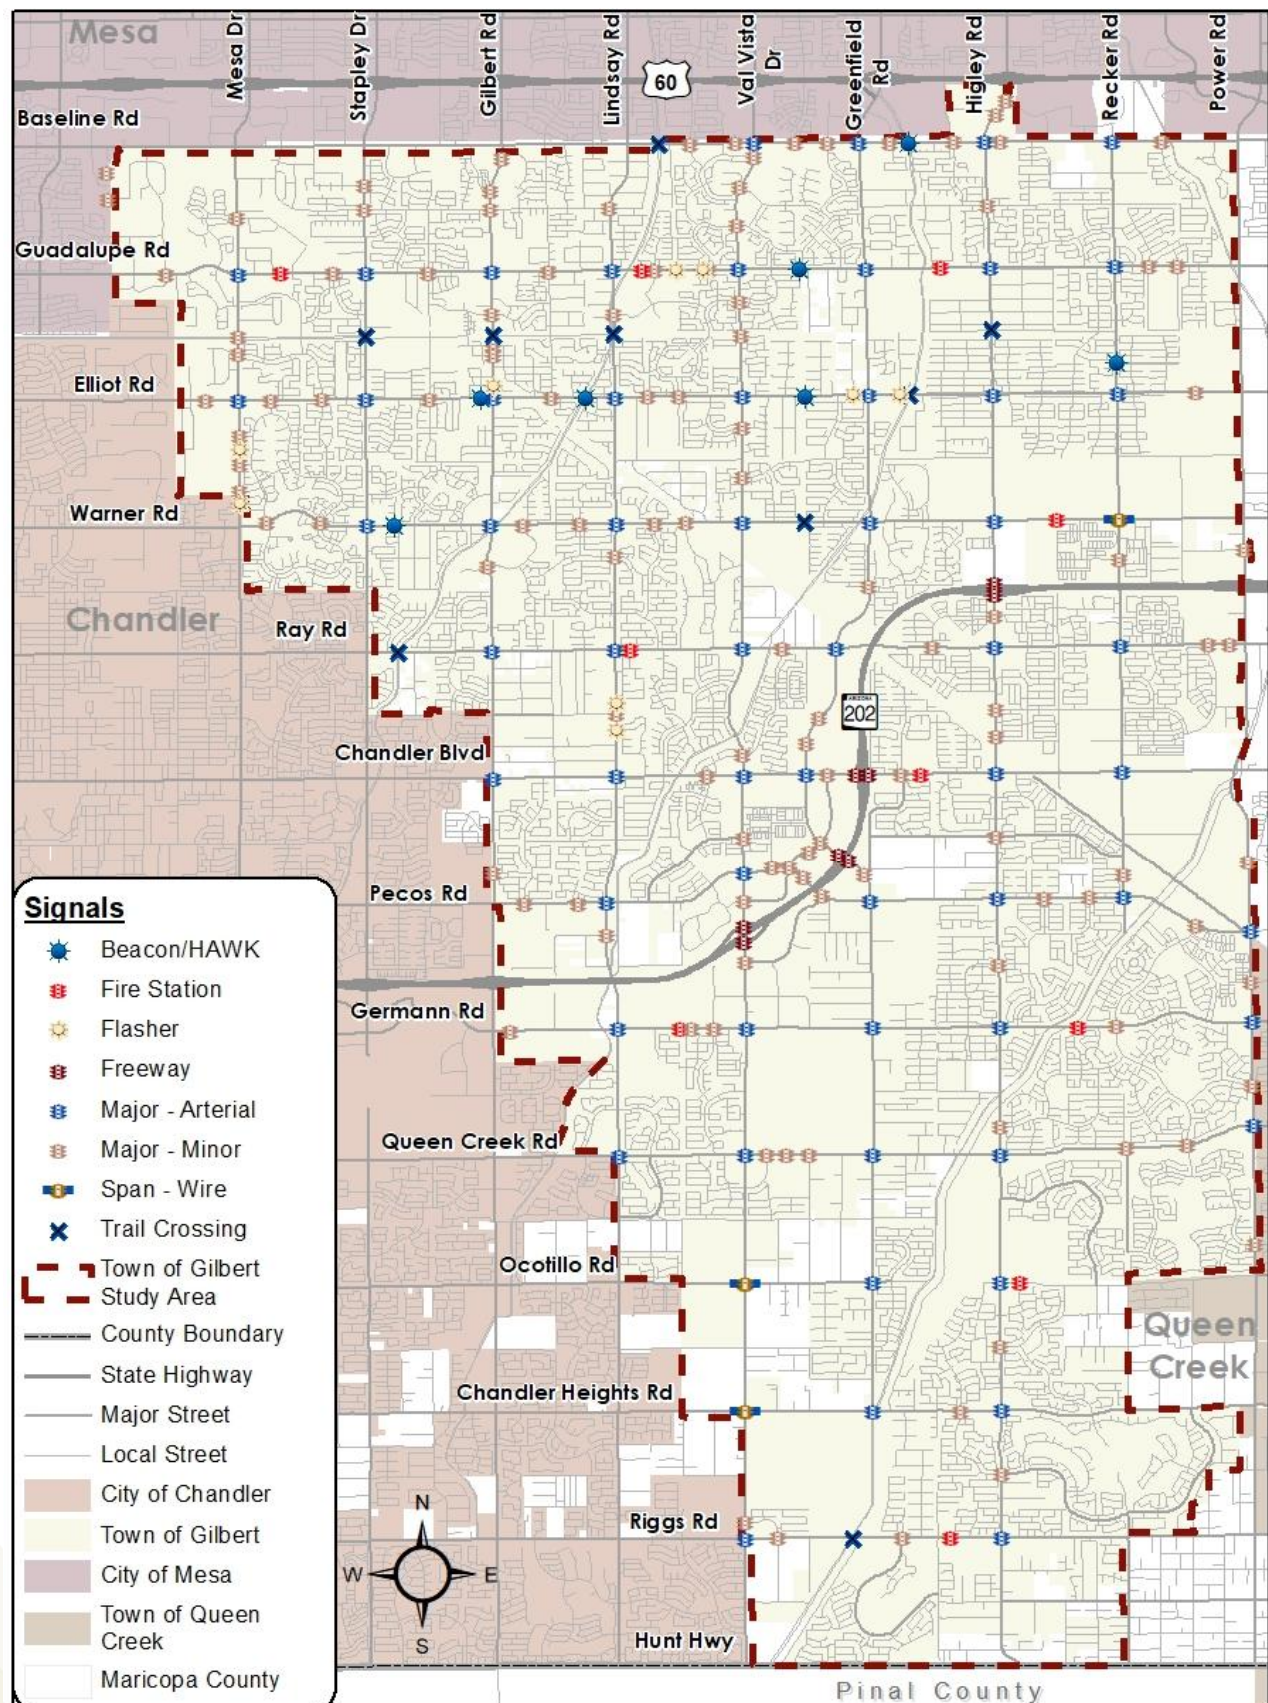 Mesa
Mesa Dr
Stapley Dr
Gilbert Rd
Lindsay Rd
Val Vista
Dr
Greenfield
Rd
Higley Rd
Recker Rd
Power Rd
60
Baseline Rd
Guadalupe Rd
Elliot Rd
Warner Rd
Chandler
Ray Rd
ARIZONA
202
Chandler Blvd
Pecos Rd
Germann Rd
Queen Creek Rd
Ocotillo Rd
Queen
Creek
Chandler Heights Rd
Riggs Rd
Hunt Hwy
Pinal County
N
W
E
S
Signals
Beacon/HAWK
Fire Station
Flasher
Freeway
Major - Arterial
Major - Minor
Span - Wire
Trail Crossing
Town of Gilbert
Study Area
County Boundary
State Highway
Major Street
Local Street
City of Chandler
Town of Gilbert
City of Mesa
Town of Queen
Creek
Maricopa County